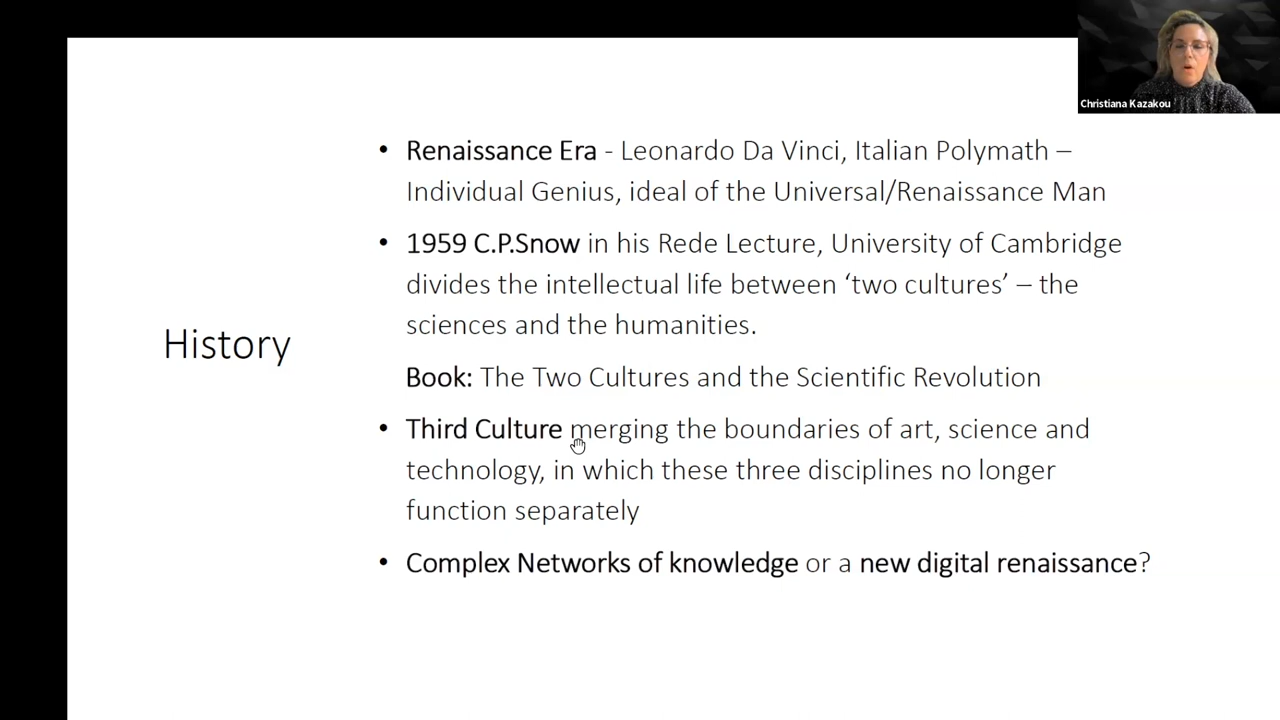 Christiana Kazakou
History
• Renaissance Era - Leonardo Da Vinci, Italian Polymath –
Individual Genius, ideal of the Universal/Renaissance Man
• 1959 C.P.Snow in his Rede Lecture, University of Cambridge
divides the intellectual life between ‘two cultures’ – the
sciences and the humanities.
Book: The Two Cultures and the Scientific Revolution
• Third Culture merging the boundaries of art, science and
technology, in which these three disciplines no longer
function separately
• Complex Networks of knowledge or a new digital renaissance?